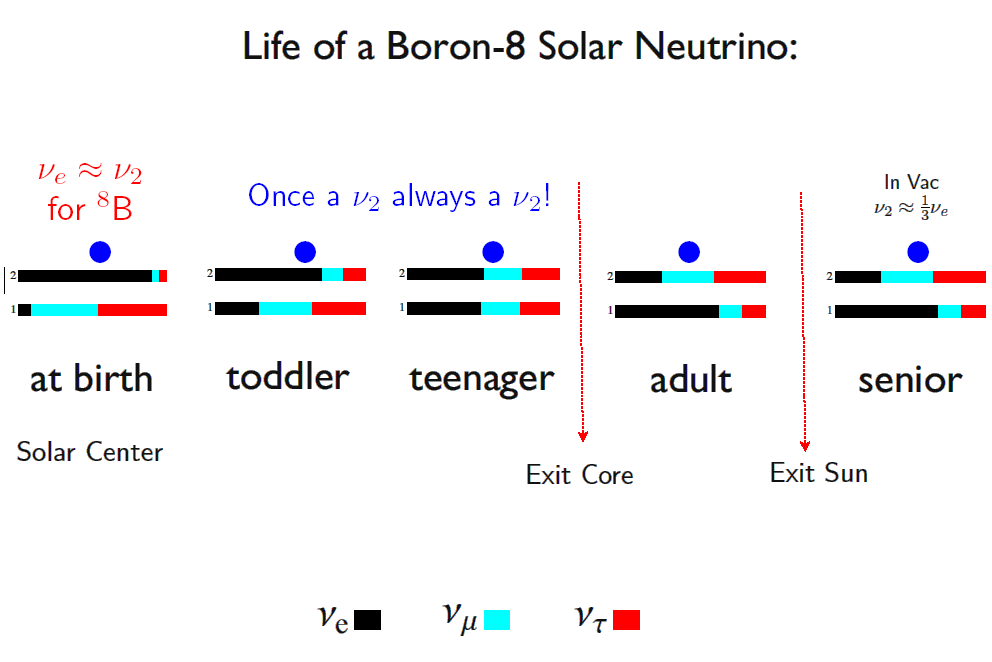 Life of a Boron-8 Solar Neutrino:
νₑ ≈ ν₂
for ⁸B
Once a ν₂ always a ν₂!
In Vac
ν₂ ≈ ⅓νₑ
2
1
2
1
2
1
2
1
2
1
at birth
toddler
teenager
adult
senior
Solar Center
Exit Core
Exit Sun
νₑ
ν_μ
ν_τ